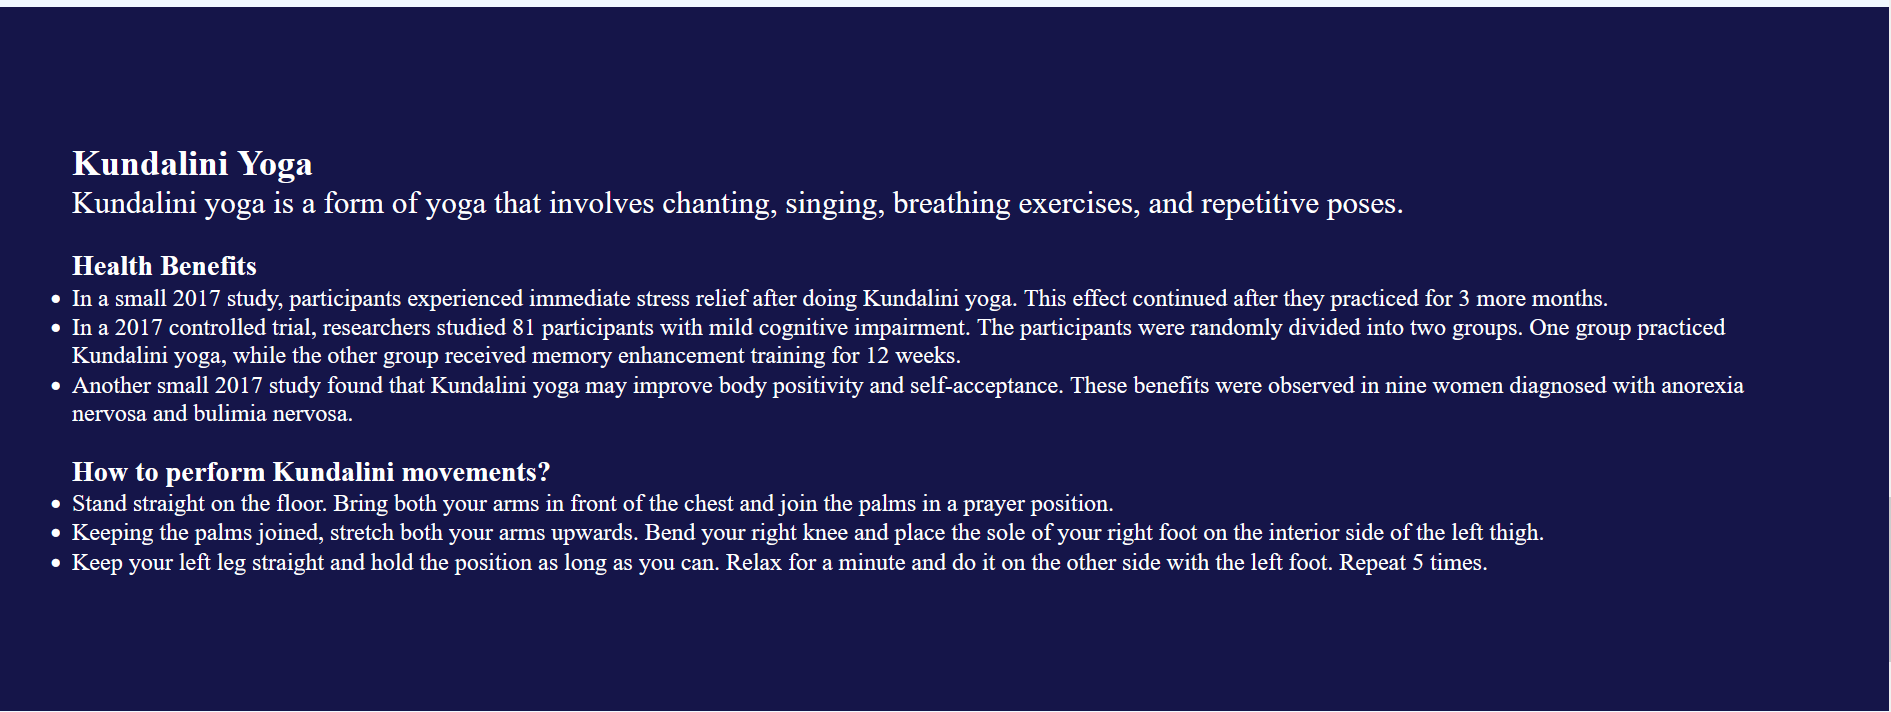 Kundalini Yoga
Kundalini yoga is a form of yoga that involves chanting, singing, breathing exercises, and repetitive poses.
Health Benefits
• In a small 2017 study, participants experienced immediate stress relief after doing Kundalini yoga. This effect continued after they practiced for 3 more months.
• In a 2017 controlled trial, researchers studied 81 participants with mild cognitive impairment. The participants were randomly divided into two groups. One group practiced
Kundalini yoga, while the other group received memory enhancement training for 12 weeks.
• Another small 2017 study found that Kundalini yoga may improve body positivity and self-acceptance. These benefits were observed in nine women diagnosed with anorexia
nervosa and bulimia nervosa.
How to perform Kundalini movements?
• Stand straight on the floor. Bring both your arms in front of the chest and join the palms in a prayer position.
• Keeping the palms joined, stretch both your arms upwards. Bend your right knee and place the sole of your right foot on the interior side of the left thigh.
• Keep your left leg straight and hold the position as long as you can. Relax for a minute and do it on the other side with the left foot. Repeat 5 times.